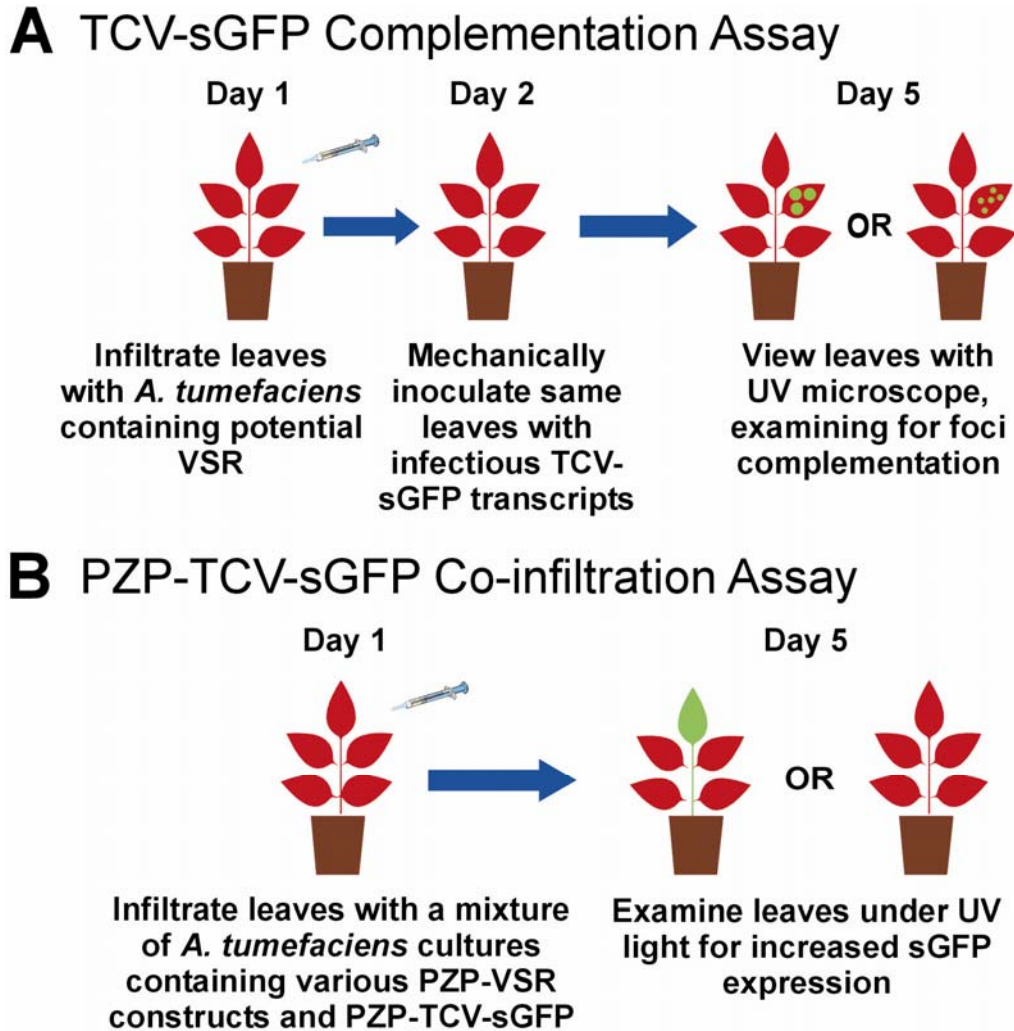 A TCV-sGFP Complementation Assay
Day 1
Day 2
Day 5
OR
Infiltrate leaves
with A. tumefaciens
containing potential
VSR
Mechanically
inoculate same
leaves with
infectious TCV-
sGFP transcripts
View leaves with
UV microscope,
examining for foci
complementation
B PZP-TCV-sGFP Co-infiltration Assay
Day 1
Day 5
OR
Infiltrate leaves with a mixture
of A. tumefaciens cultures
containing various PZP-VSR
constructs and PZP-TCV-sGFP
Examine leaves under UV
light for increased sGFP
expression